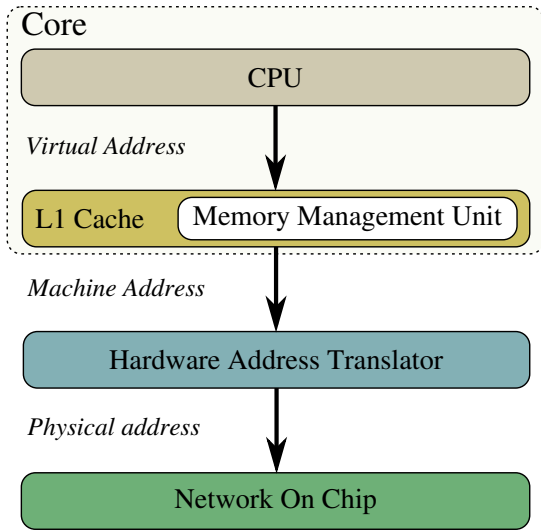 Core
CPU
Virtual Address
L1 Cache
Memory Management Unit
Machine Address
Hardware Address Translator
Physical address
Network On Chip